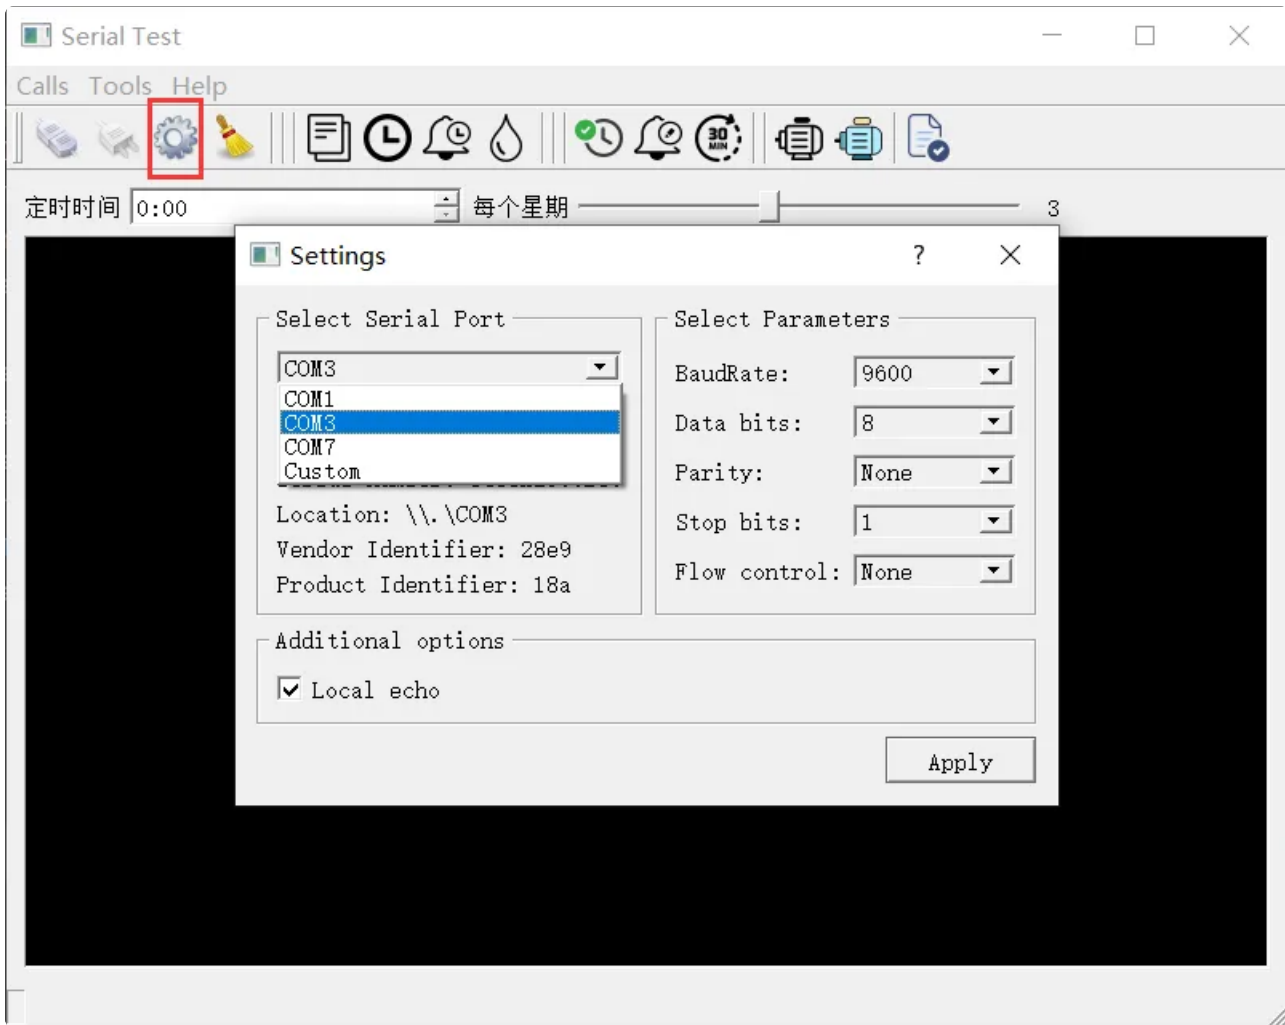 Serial Test
Calls Tools Help
30
MIN
定时时间 0:00 每个星期 3
Settings ?
Select Serial Port
COM3
COM1
COM3
COM7
Custom
Location: \\.\COM3
Vendor Identifier: 28e9
Product Identifier: 18a
Select Parameters
BaudRate: 9600
Data bits: 8
Parity: None
Stop bits: 1
Flow control: None
Additional options
Local echo
Apply